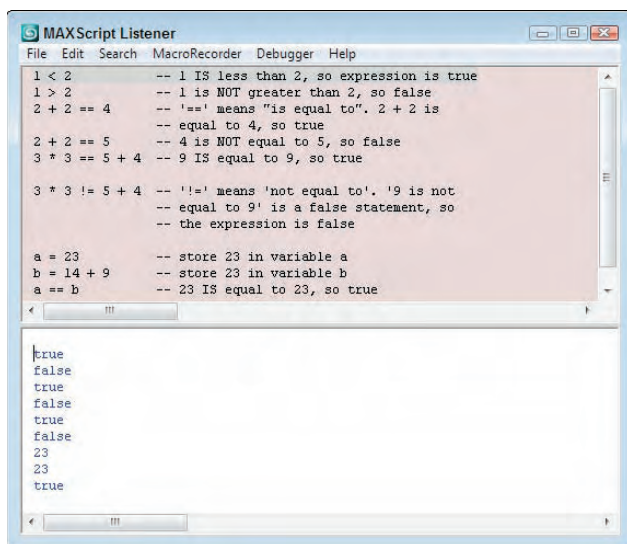 MAXScript Listener
File Edit Search MacroRecorder Debugger Help
1 < 2 -- 1 IS less than 2, so expression is true
1 > 2 -- 1 is NOT greater than 2, so false
2 + 2 == 4 -- '==' means "is equal to". 2 + 2 is
-- equal to 4, so true
2 + 2 == 5 -- 4 is NOT equal to 5, so false
3 * 3 == 5 + 4 -- 9 IS equal to 9, so true
3 * 3 != 5 + 4 -- '!=' means 'not equal to'. '9 is not
-- equal to 9' is a false statement, so
-- the expression is false
a = 23 -- store 23 in variable a
b = 14 + 9 -- store 23 in variable b
a == b -- 23 IS equal to 23, so true
true
false
true
false
true
false
23
23
true